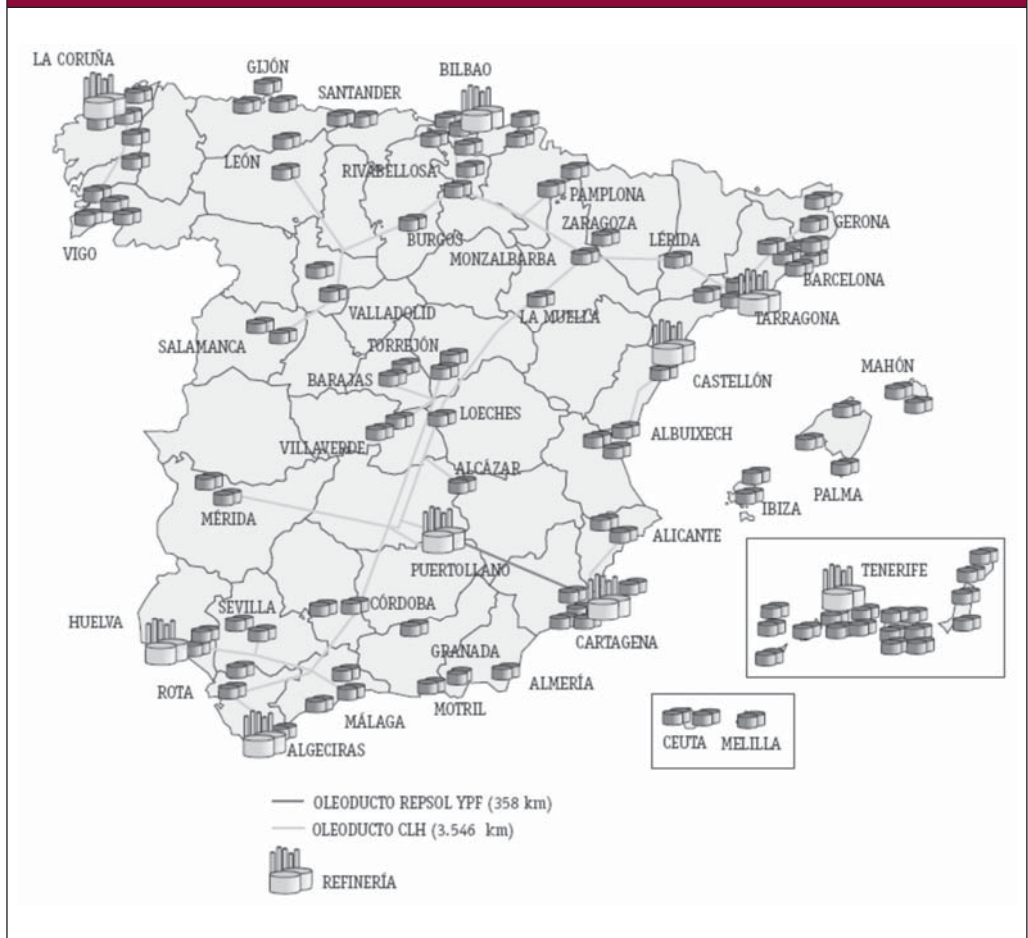 LA CORUÑA
GIJÓN
BILBAO
SANTANDER
LEÓN
RIVABELLOSA
PAMPLONA
VIGO
BURGOS
ZARAGOZA
MONZALBARBA
LÉRIDA
GERONA
BARCELONA
VALLADOLID
LA MUELLA
TARRAGONA
SALAMANCA
TORREJÓN
BARAJAS
CASTELLÓN
MAHÓN
LOECHES
ALBUIXECH
VILLAVERDE
ALCÁZAR
PALMA
IBIZA
MÉRIDA
ALICANTE
PUERTOLLANO
TENERIFE
HUELVA
SEVILLA
CÓRDOBA
CARTAGENA
GRANADA
ROTA
ALMERÍA
MOTRIL
MÁLAGA
ALGECIRAS
CEUTA MELILLA
OLEODUCTO REPSOL YPF (358 km)
OLEODUCTO CLH (3.546 km)
REFINERÍA